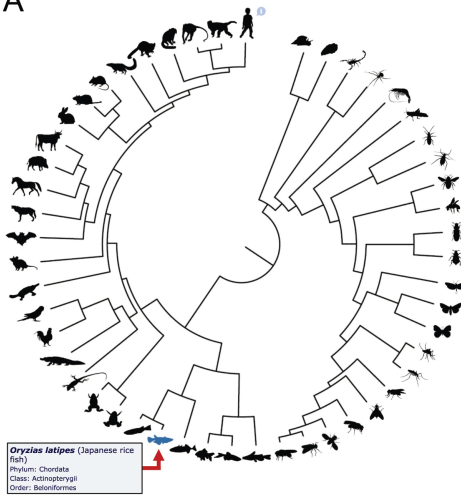 A
i
Oryzias latipes (Japanese rice
fish)
Phylum: Chordata
Class: Actinopterygii
Order: Beloniformes